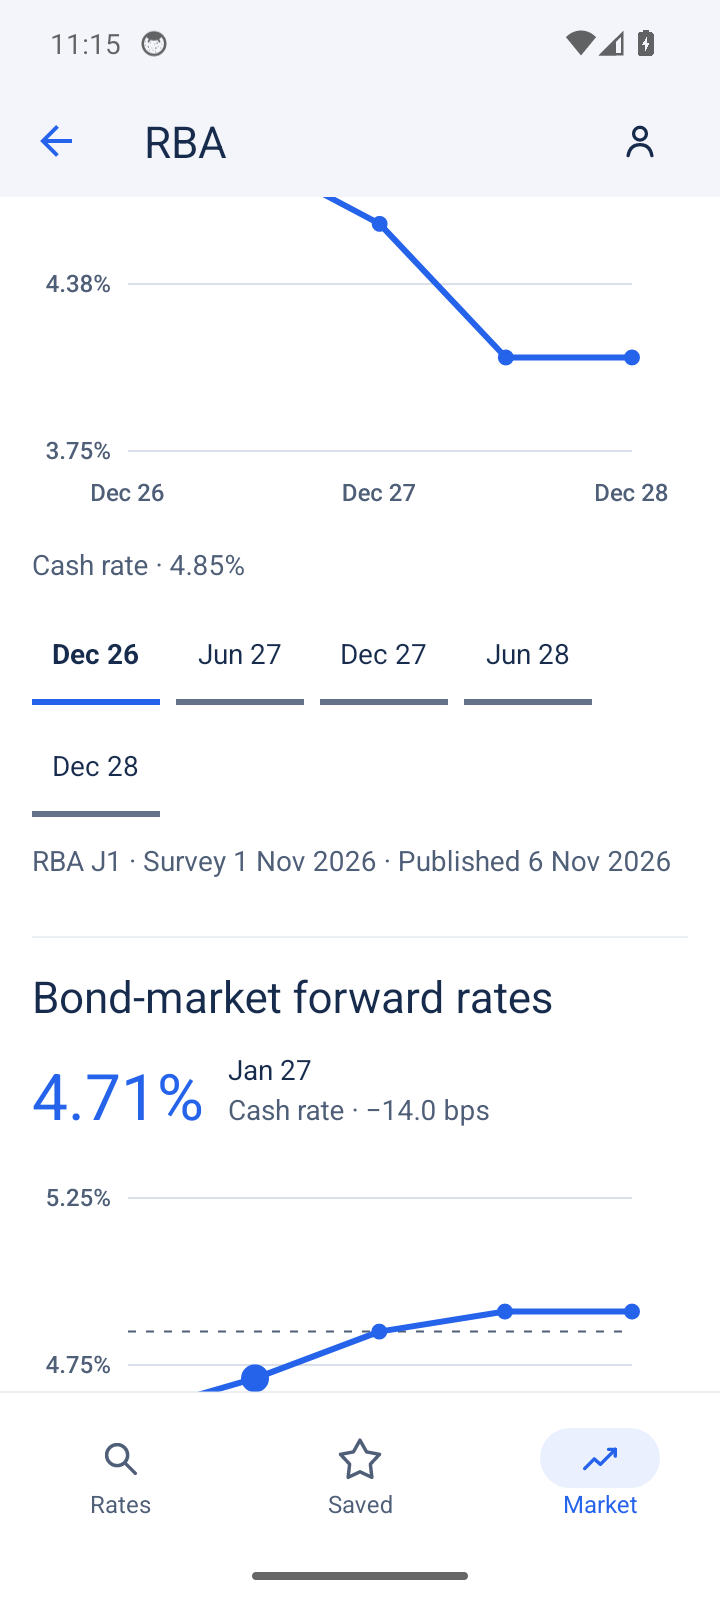 11:15
RBA
4.38%
3.75%
Dec 26 Dec 27 Dec 28
Cash rate · 4.85%
Dec 26 Jun 27 Dec 27 Jun 28
Dec 28
RBA J1 · Survey 1 Nov 2026 · Published 6 Nov 2026
Bond-market forward rates
4.71%
Jan 27
Cash rate · −14.0 bps
5.25%
4.75%
Rates Saved Market